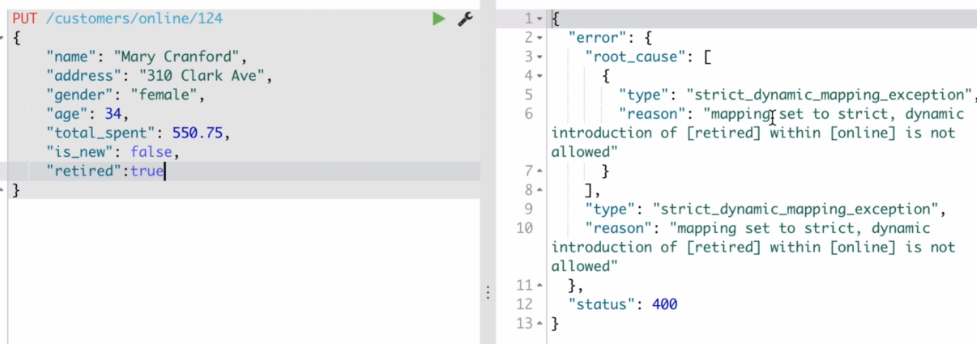 PUT /customers/online/124
{
"name": "Mary Cranford",
"address": "310 Clark Ave",
"gender": "female",
"age": 34,
"total_spent": 550.75,
"is_new": false,
"retired":true
}
1 {
2 "error": {
3 "root_cause": [
4 {
5 "type": "strict_dynamic_mapping_exception",
6 "reason": "mapping set to strict, dynamic
introduction of [retired] within [online] is not
allowed"
7 }
8 ],
9 "type": "strict_dynamic_mapping_exception",
10 "reason": "mapping set to strict, dynamic
introduction of [retired] within [online] is not
allowed"
11 },
12 "status": 400
13 }